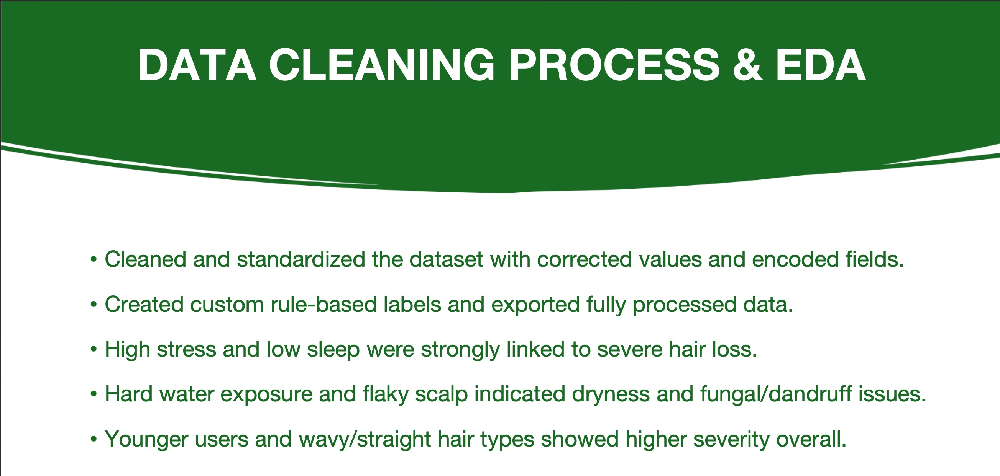 DATA CLEANING PROCESS & EDA
• Cleaned and standardized the dataset with corrected values and encoded fields.
• Created custom rule-based labels and exported fully processed data.
• High stress and low sleep were strongly linked to severe hair loss.
• Hard water exposure and flaky scalp indicated dryness and fungal/dandruff issues.
• Younger users and wavy/straight hair types showed higher severity overall.